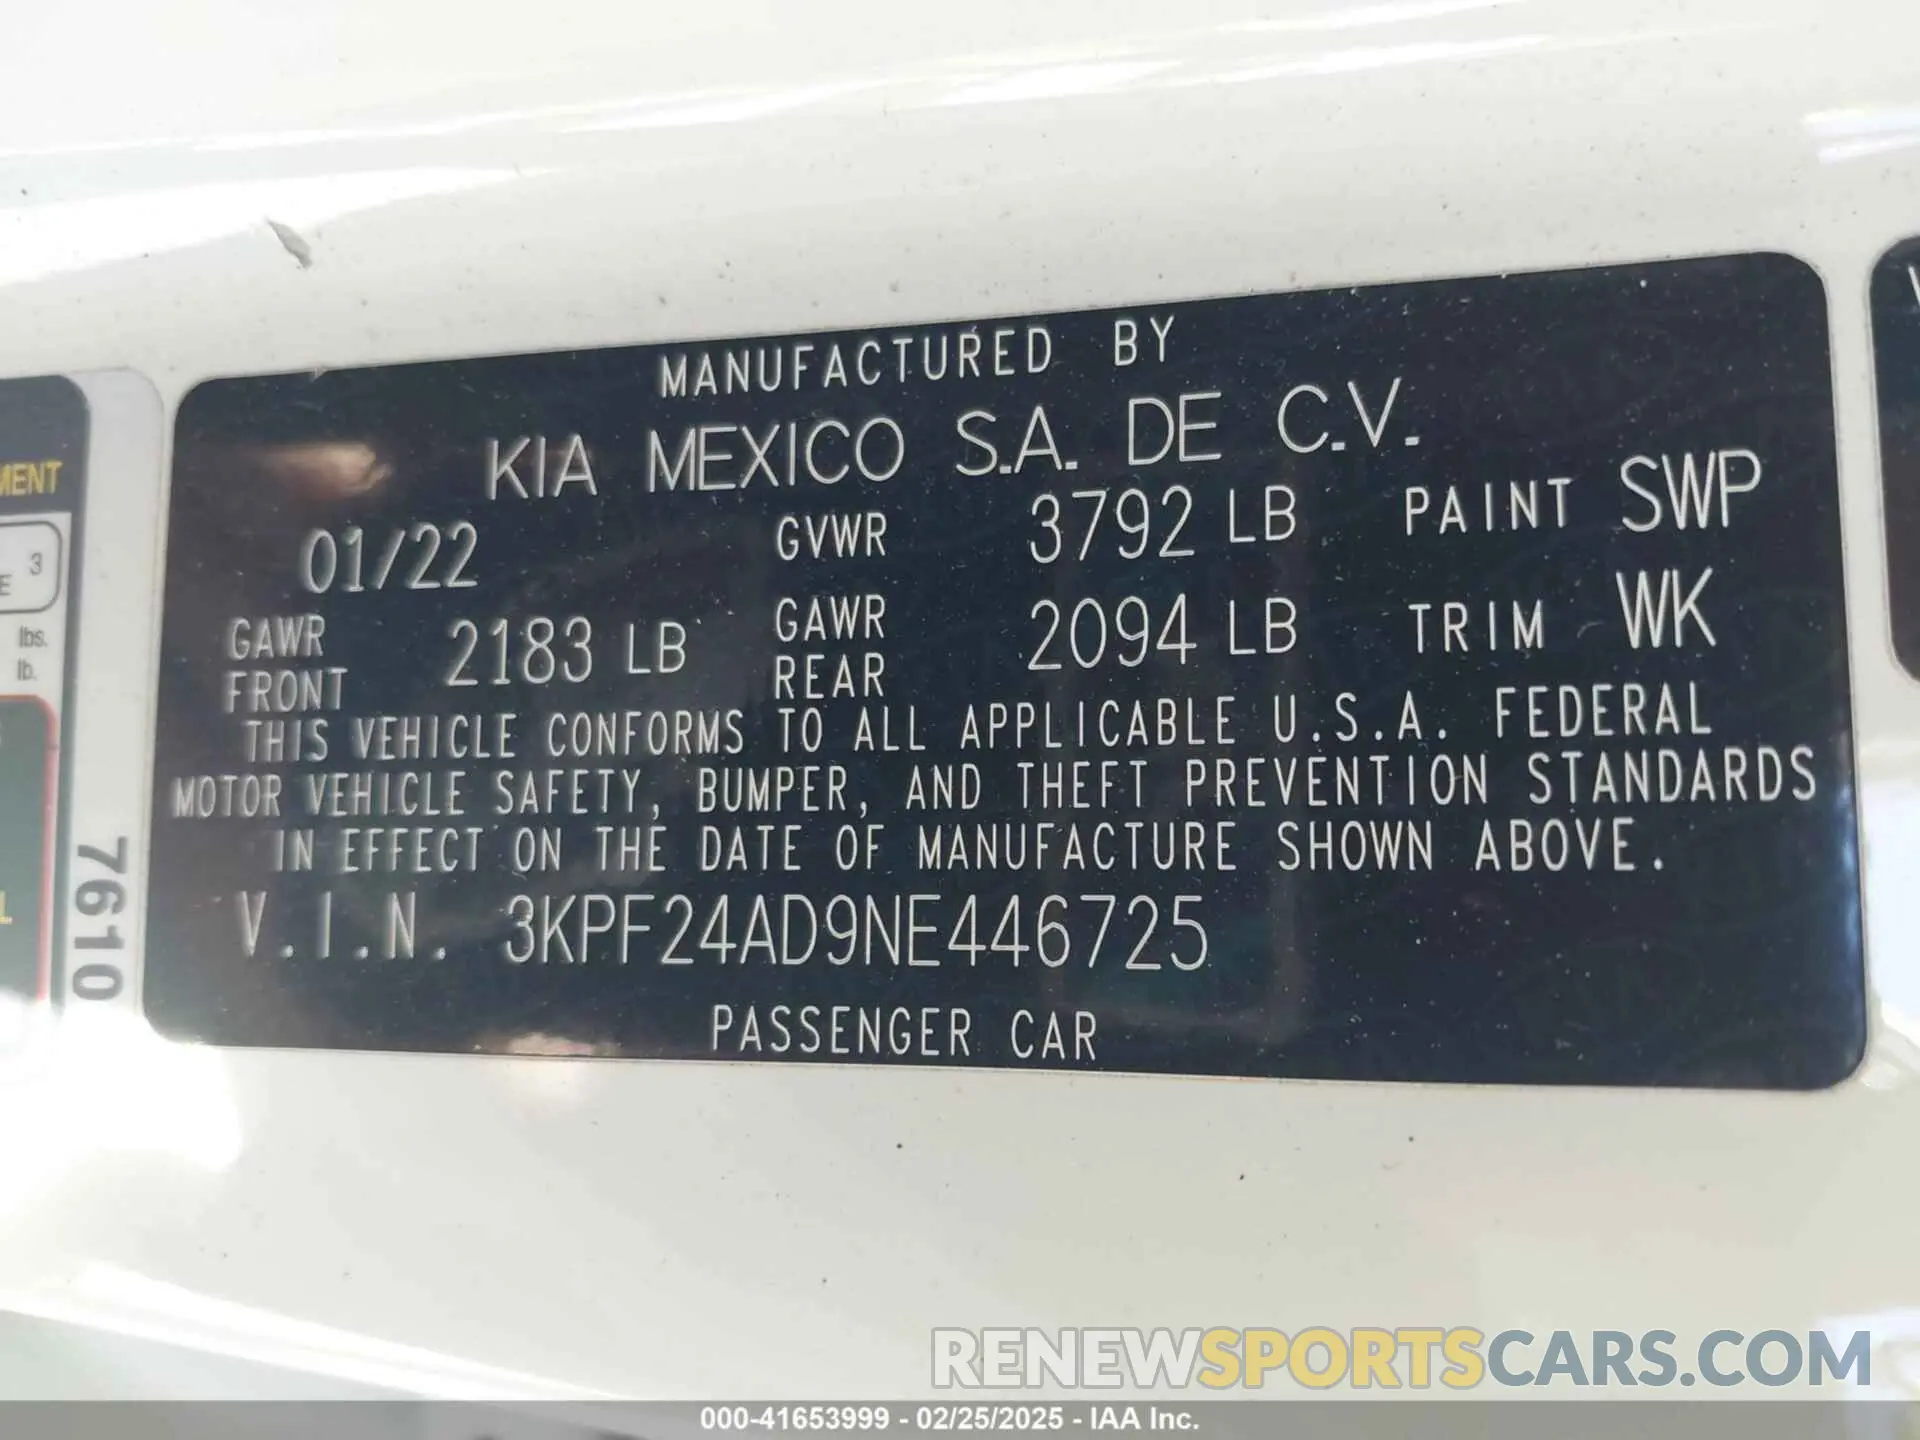 MANUFACTURED BY
KIA MEXICO S.A. DE C.V.
01/22 GVWR 3792 LB PAINT SWP
GAWR FRONT 2183 LB GAWR REAR 2094 LB TRIM WK
THIS VEHICLE CONFORMS TO ALL APPLICABLE U.S.A. FEDERAL
MOTOR VEHICLE SAFETY, BUMPER, AND THEFT PREVENTION STANDARDS
IN EFFECT ON THE DATE OF MANUFACTURE SHOWN ABOVE.
V.I.N. 3KPF24AD9NE446725
PASSENGER CAR
3
lbs.
lb.
7610
RENEWSPORTSCARS.COM
000-41653999 - 02/25/2025 - IAA Inc.